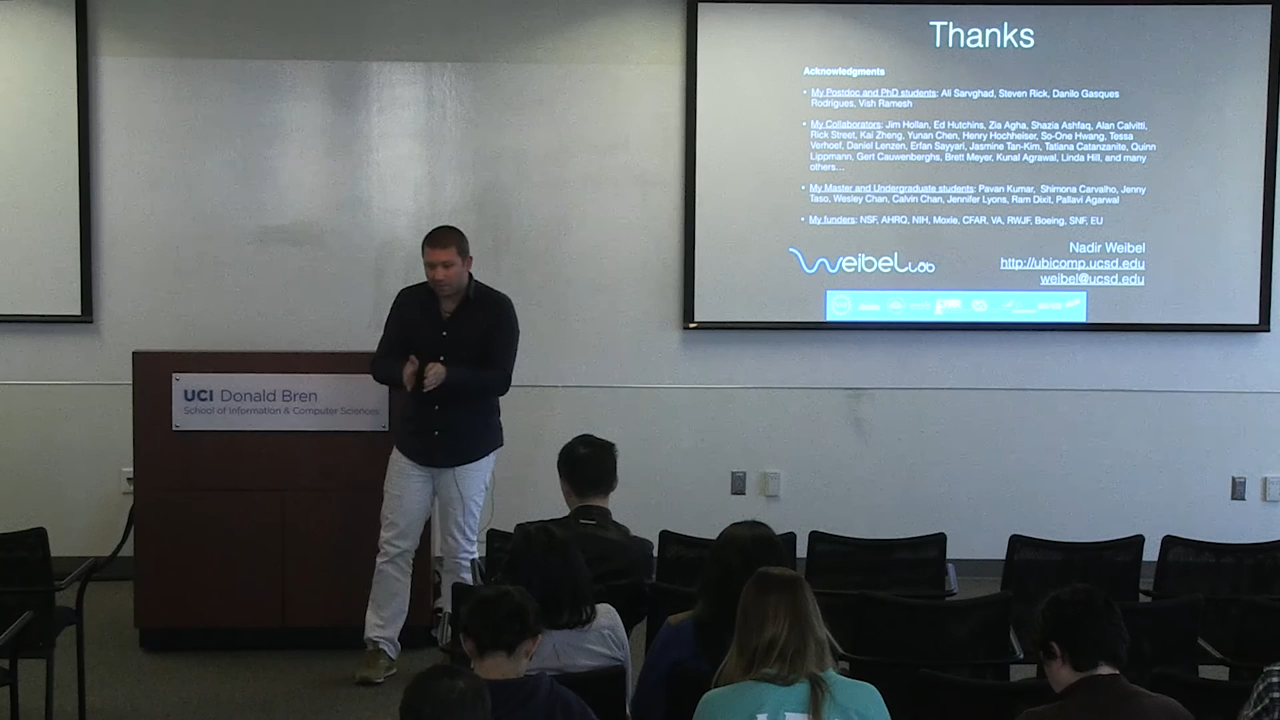 Thanks
Acknowledgments
• My Postdoc and PhD students: Ali Sarvghad, Steven Rick, Danilo Gasques
Rodrigues, Vish Ramesh
• My Collaborators: Jim Hollan, Ed Hutchins, Zia Agha, Shazia Ashfaq, Alan Calvitti,
Rick Street, Kai Zheng, Yunan Chen, Henry Hochheiser, So-One Hwang, Tessa
Verhoef, Daniel Lenzen, Erfan Sayyari, Jasmine Tan-Kim, Tatiana Catanzanite, Quinn
Lippmann, Gert Cauwenberghs, Brett Meyer, Kunal Agrawal, Linda Hill, and many
others...
• My Master and Undergraduate students: Pavan Kumar, Shimona Carvalho, Jenny
Taso, Wesley Chan, Calvin Chan, Jennifer Lyons, Ram Dixit, Pallavi Agarwal
• My funders: NSF, AHRQ, NIH, Moxie, CFAR, VA, RWJF, Boeing, SNF, EU
Nadir Weibel
WeibelLab
http://ubicomp.ucsd.edu
weibel@ucsd.edu
UCI Donald Bren
School of Information & Computer Sciences